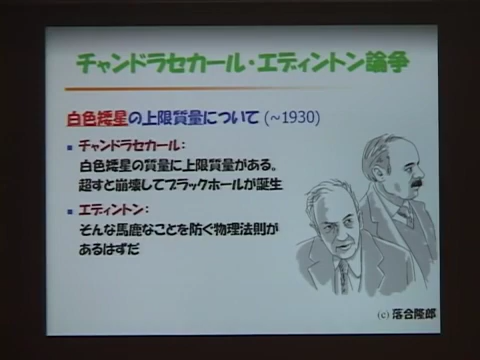 チャンドラセカール・エディントン論争
白色矮星の上限質量について (~1930)
■ チャンドラセカール:
白色矮星の質量に上限質量がある。
超すと崩壊してブラックホールが誕生
■ エディントン:
そんな馬鹿なことを防ぐ物理法則が
あるはずだ
(c) 落合隆郎